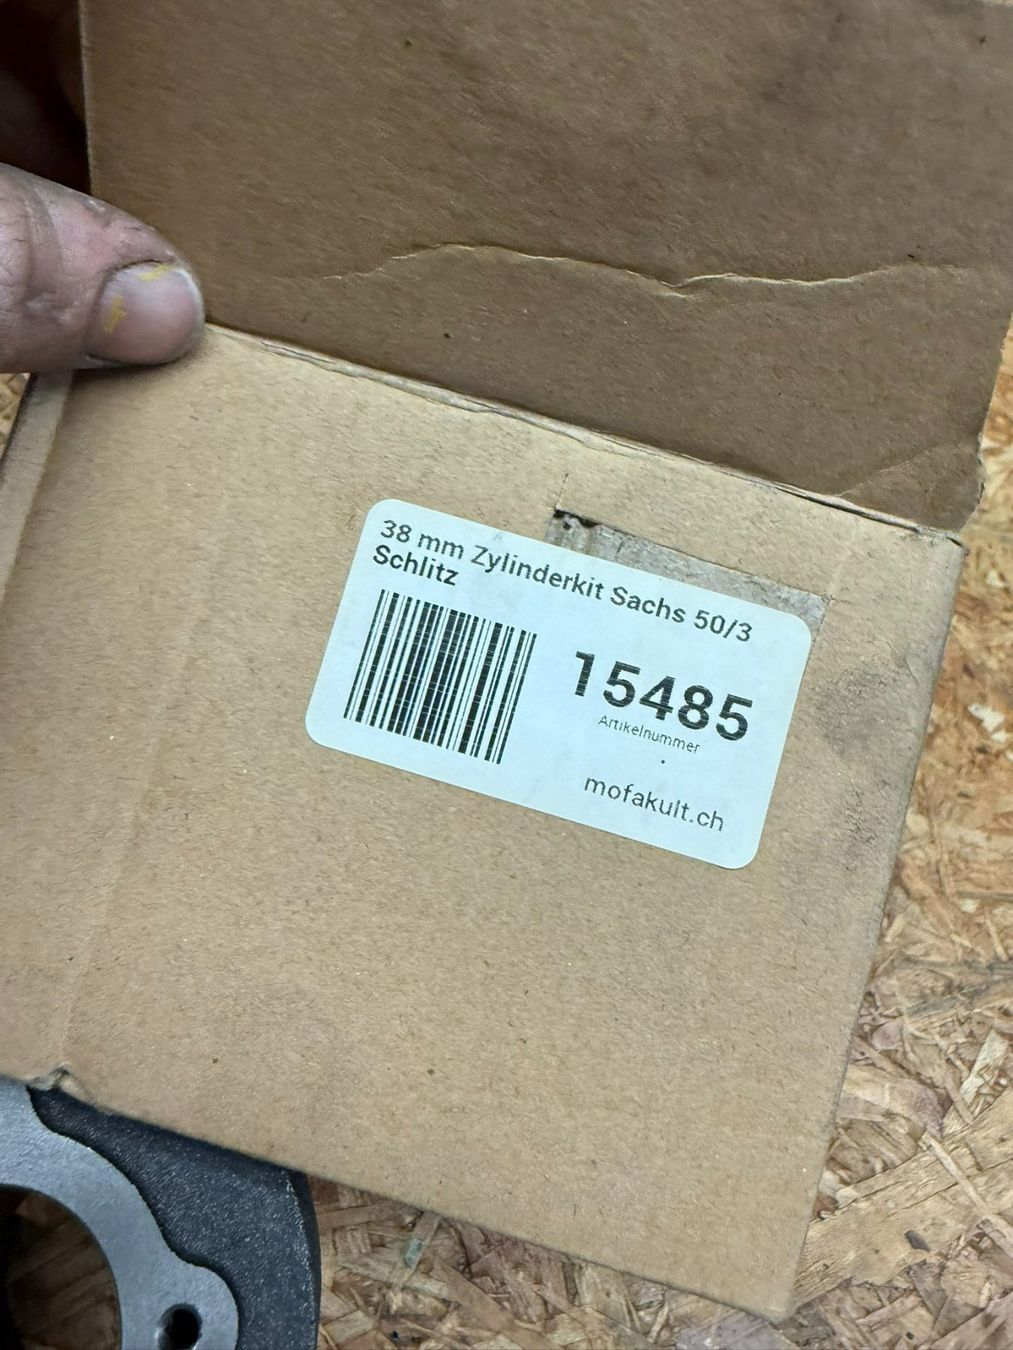 38 mm Zylinderkit Sachs 50/3
Schlitz
15485
Artikelnummer
mofakult.ch